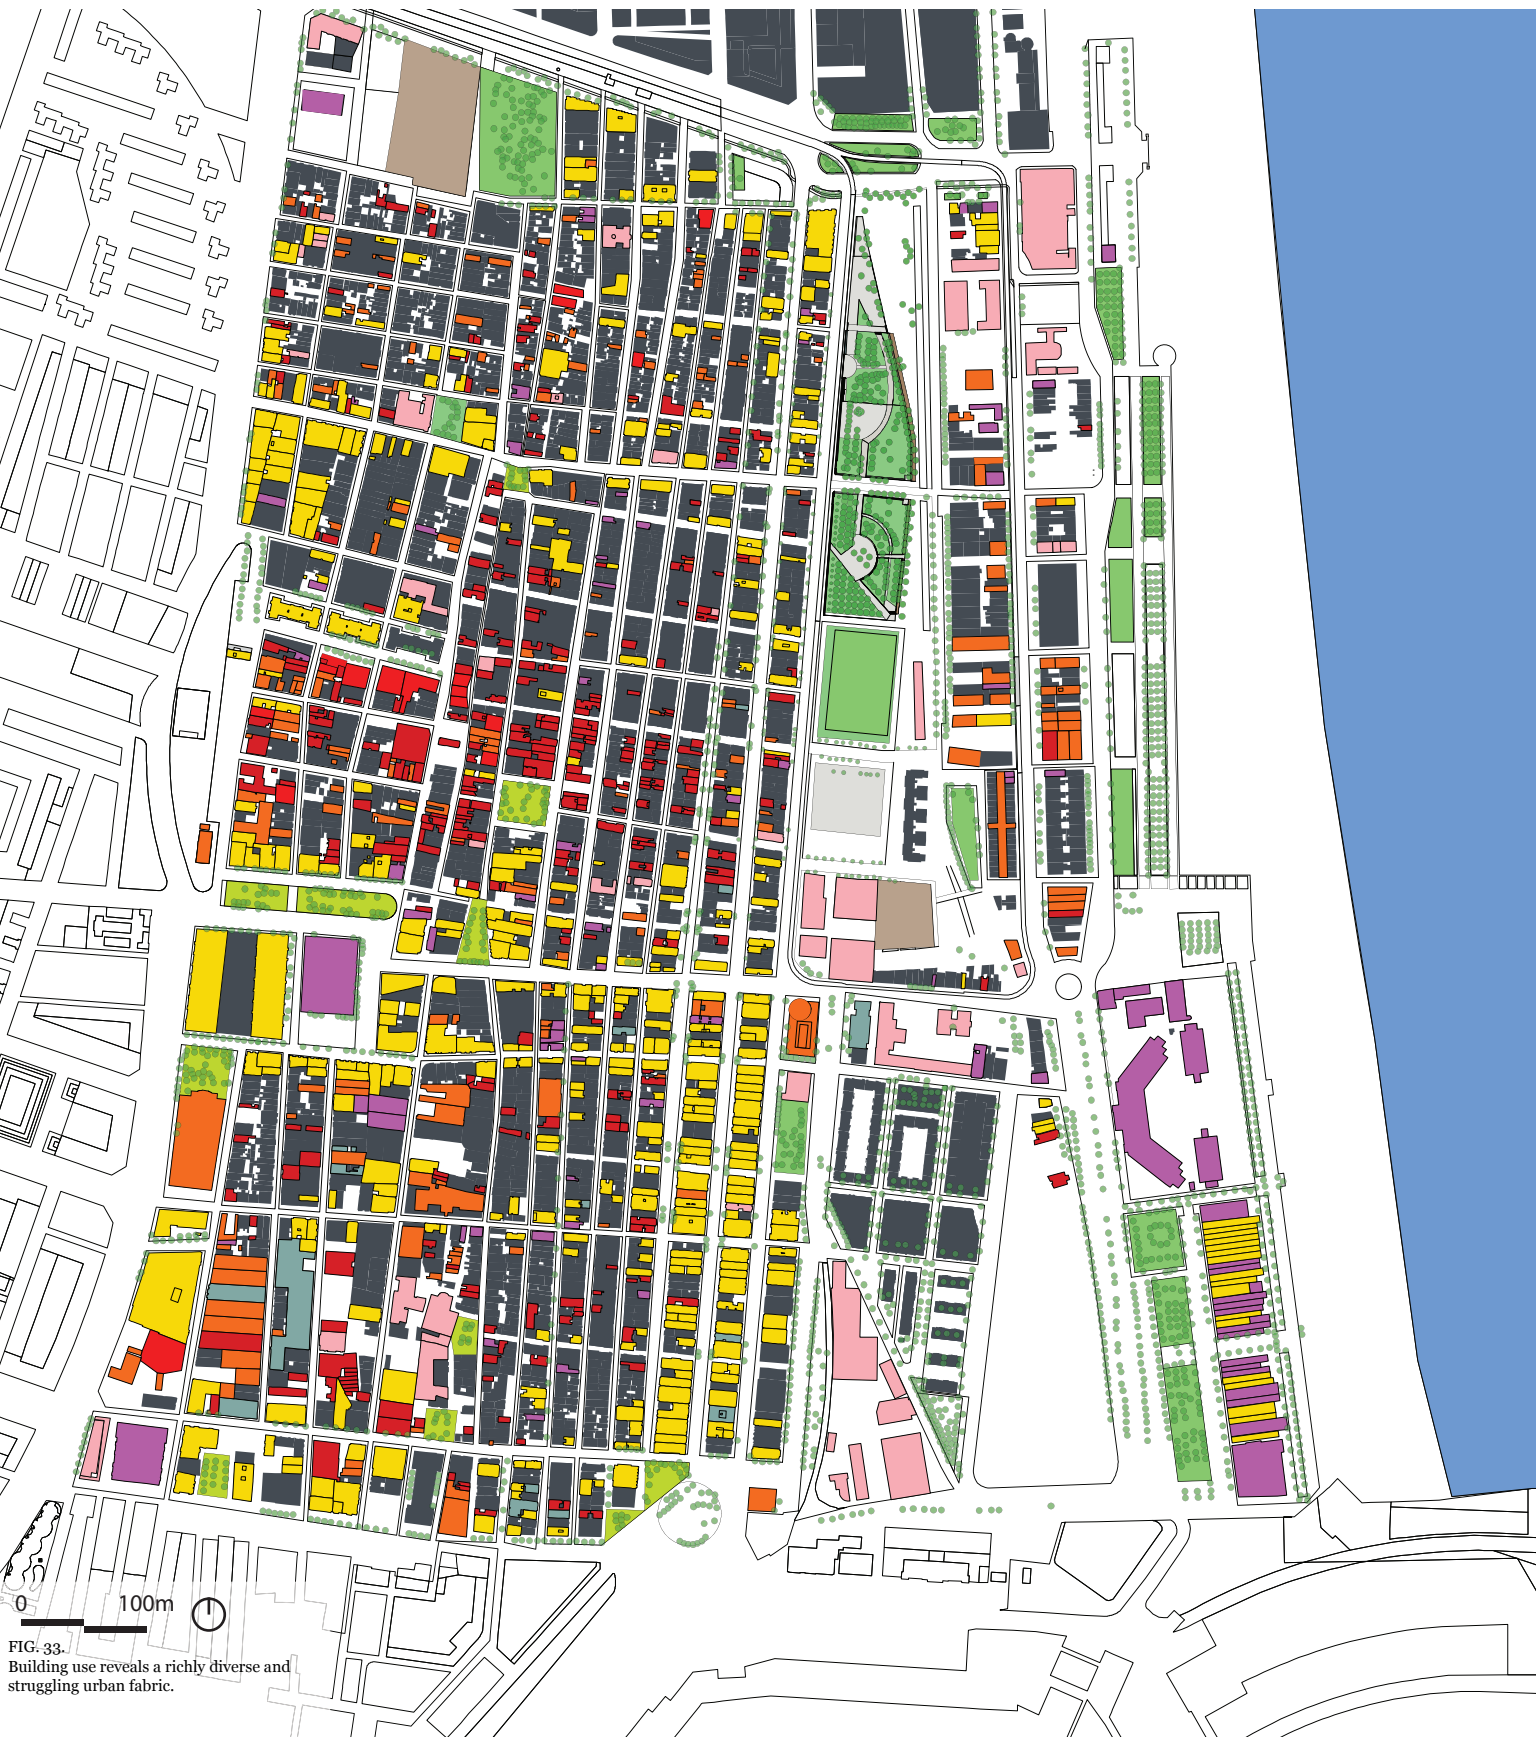 0 100m
FIG. 33.
Building use reveals a richly diverse and
struggling urban fabric.